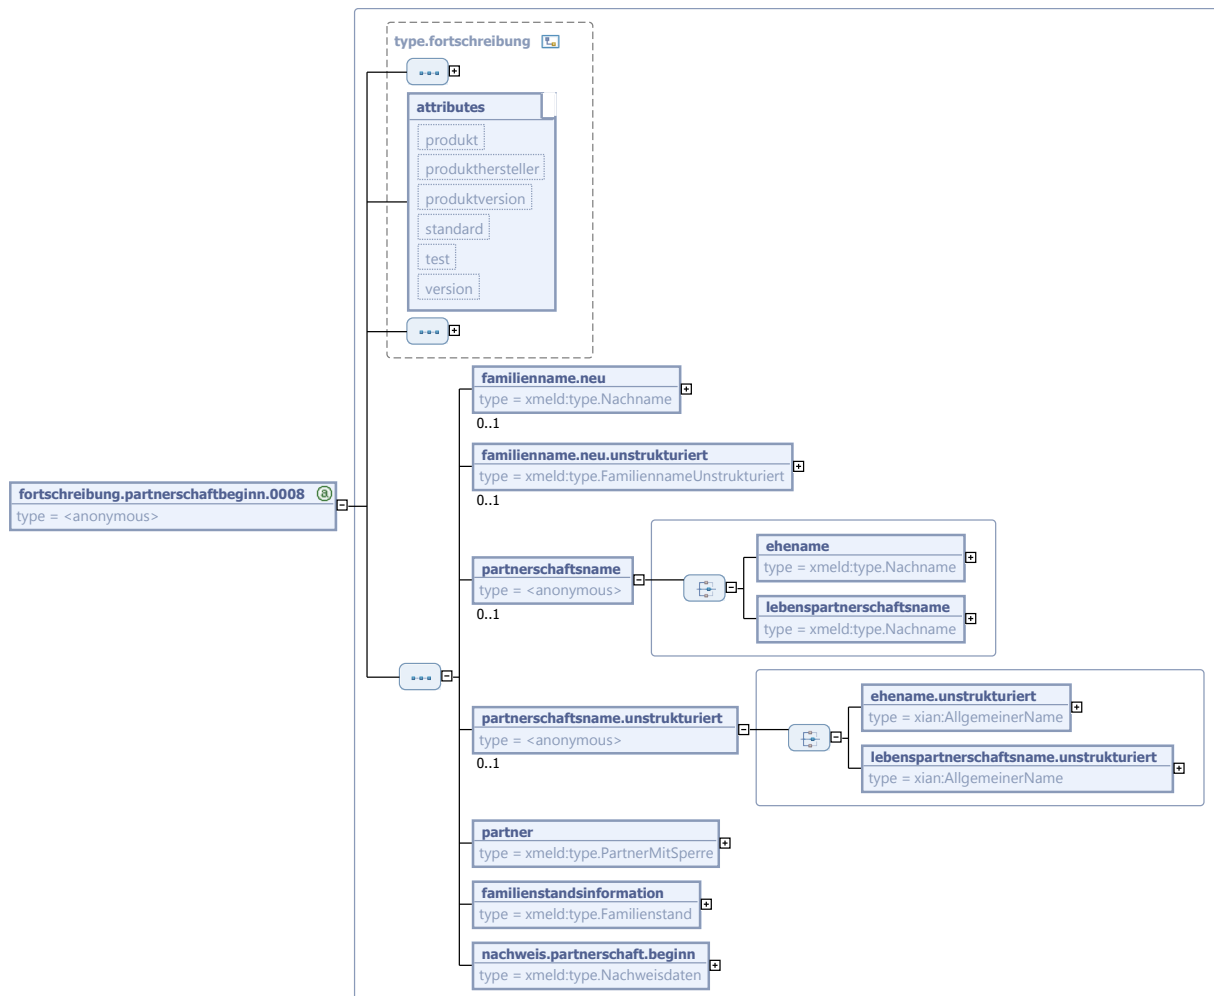 type.fortschreibung
attributes
produkt
produkthersteller
produktversion
standard
test
version
familienname.neu
type = xmeld:type.Nachname
0..1
familienname.neu.unstrukturiert
type = xmeld:type.FamiliennameUnstrukturiert
0..1
fortschreibung.partnerschaftbeginn.0008 a
type = <anonymous>
partnerschaftsname
type = <anonymous>
0..1
ehename
type = xmeld:type.Nachname
lebenspartnerschaftsname
type = xmeld:type.Nachname
partnerschaftsname.unstrukturiert
type = <anonymous>
0..1
ehename.unstrukturiert
type = xian:AllgemeinerName
lebenspartnerschaftsname.unstrukturiert
type = xian:AllgemeinerName
partner
type = xmeld:type.PartnerMitSperre
familienstandsinformation
type = xmeld:type.Familienstand
nachweis.partnerschaft.beginn
type = xmeld:type.Nachweisdaten